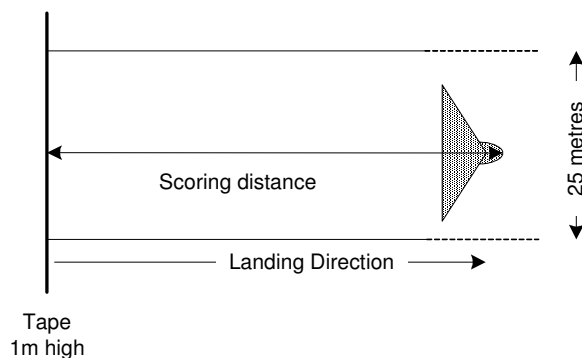 Scoring distance
25 metres
Landing Direction
Tape
1m high